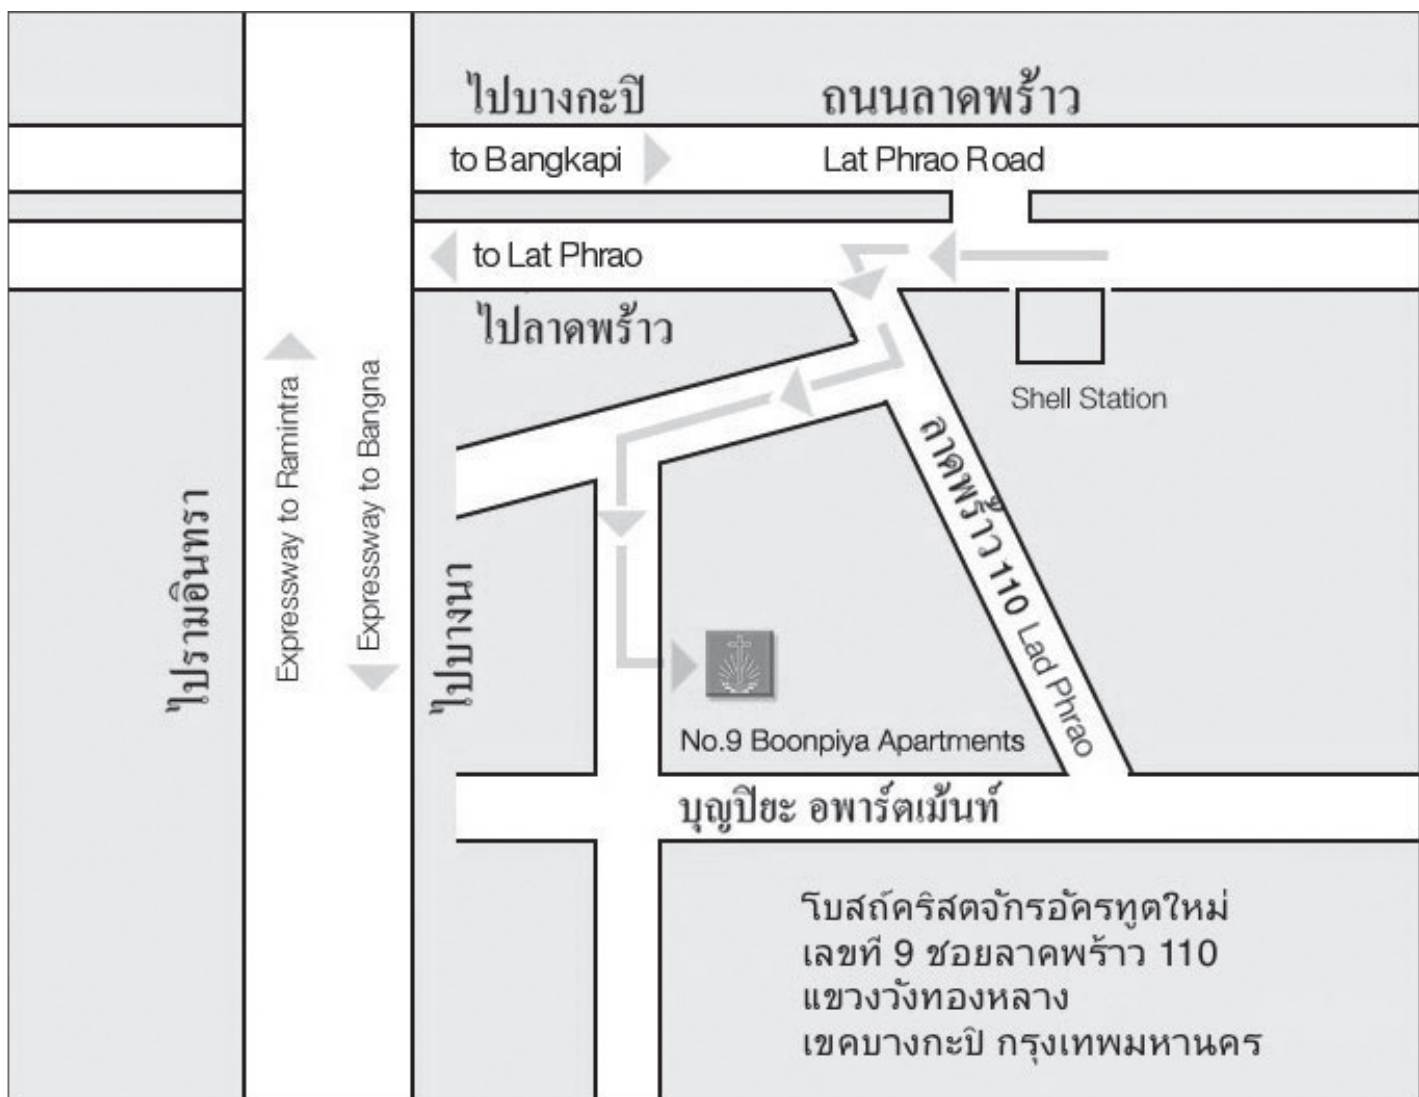 ไปบางกะปิ
ถนนลาดพร้าว
to Bangkapi
Lat Phrao Road
to Lat Phrao
ไปลาดพร้าว
Shell Station
Expressway to Ramintra
Expressway to Bangna
ไปรามอินทรา
ไปบางนา
ลาดพร้าว 110 Lad Phrao
No.9 Boonpiya Apartments
บุญปิยะ อพาร์ตเม้นท์
โบสถ์คริสตจักรอัครทูตใหม่
เลขที่ 9 ซอยลาคพร้าว 110
แขวงวังทองหลาง
เขคบางกะปิ กรุงเทพมหานคร